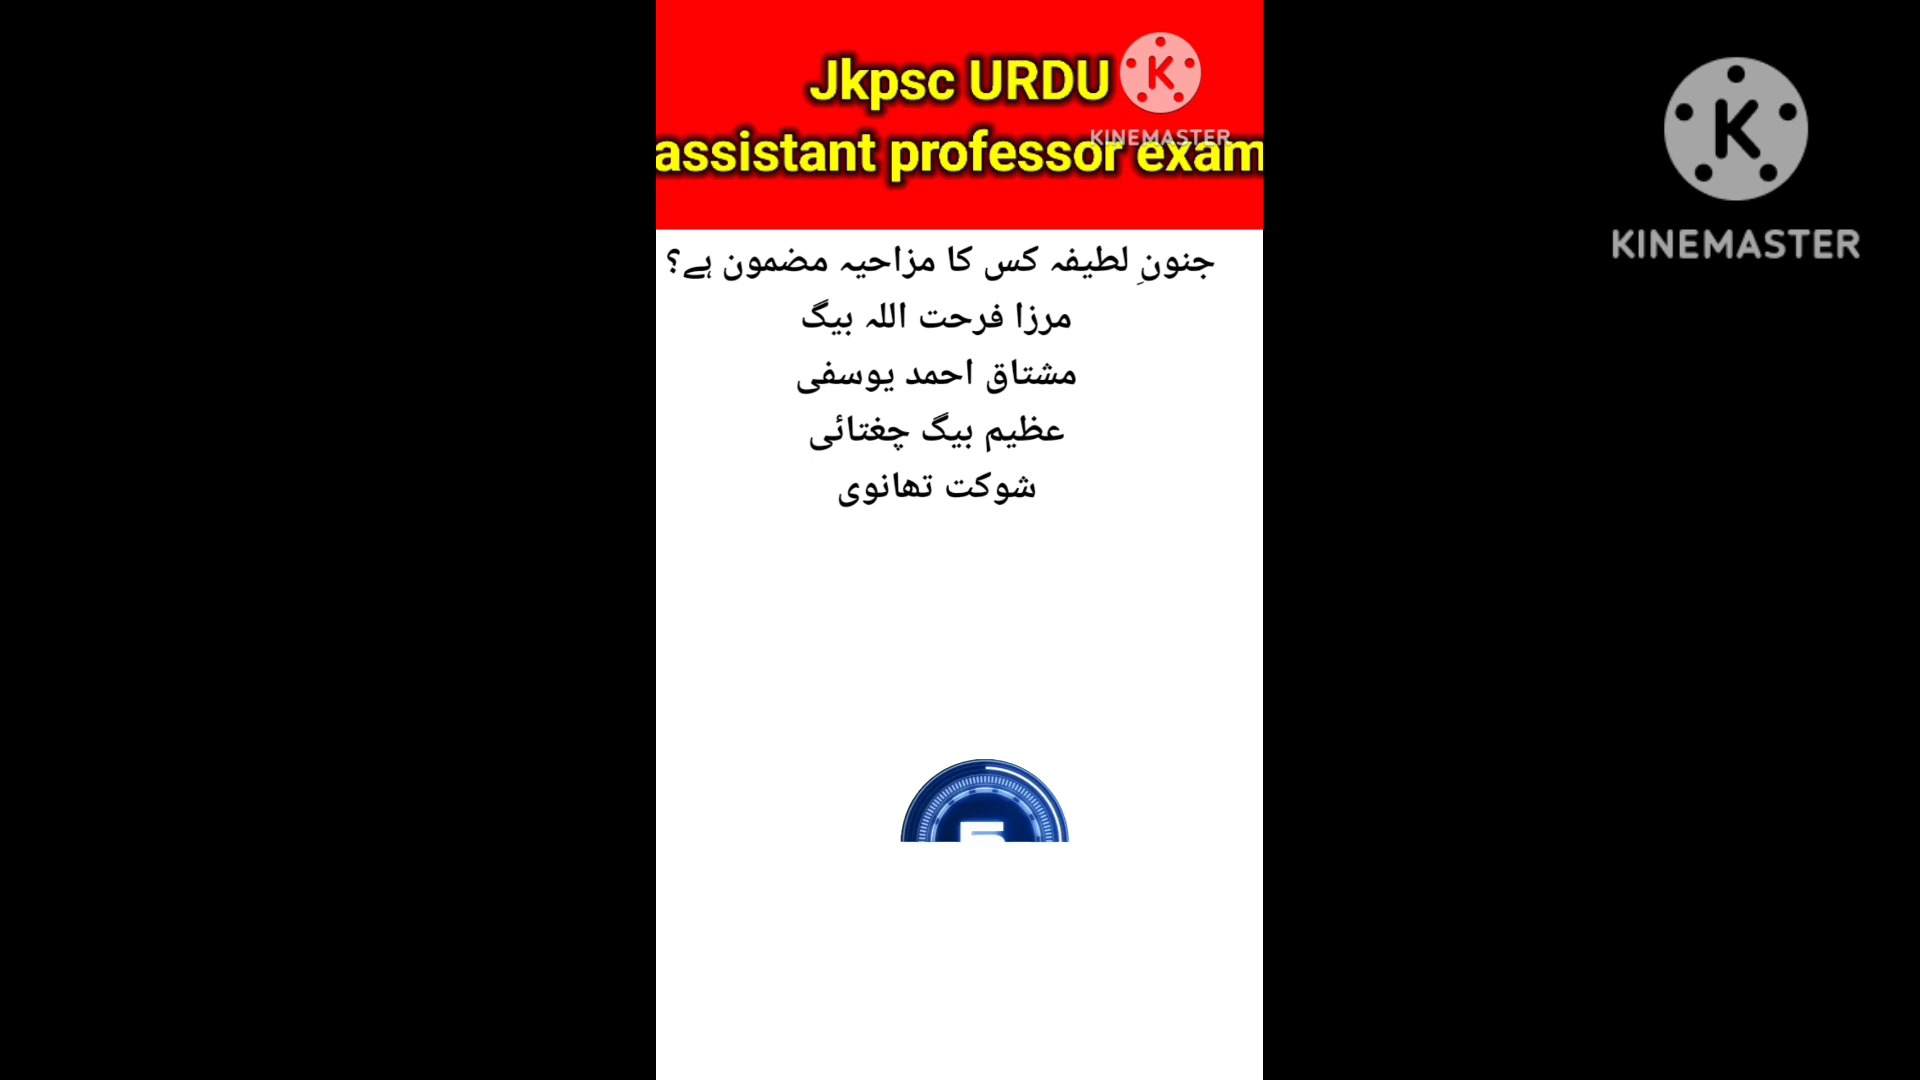 Jkpsc URDU
assistant professor exam
KINEMASTER
KINEMASTER
جنونِ لطیفہ کس کا مزاحیہ مضمون ہے؟
مرزا فرحت اللہ بیگ
مشتاق احمد یوسفی
عظیم بیگ چغتائی
شوکت تھانوی
5